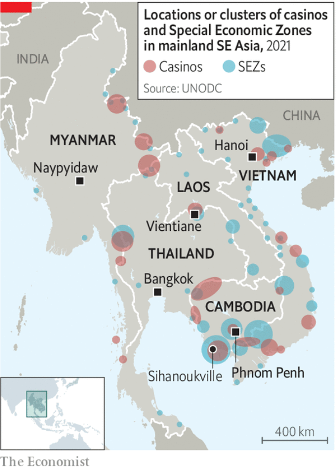 Locations or clusters of casinos
and Special Economic Zones
in mainland SE Asia, 2021
Casinos SEZs
Source: UNODC
INDIA
CHINA
MYANMAR
Hanoi
Naypyidaw
LAOS
VIETNAM
Vientiane
THAILAND
Bangkok
CAMBODIA
Sihanoukville
Phnom Penh
400 km
The Economist